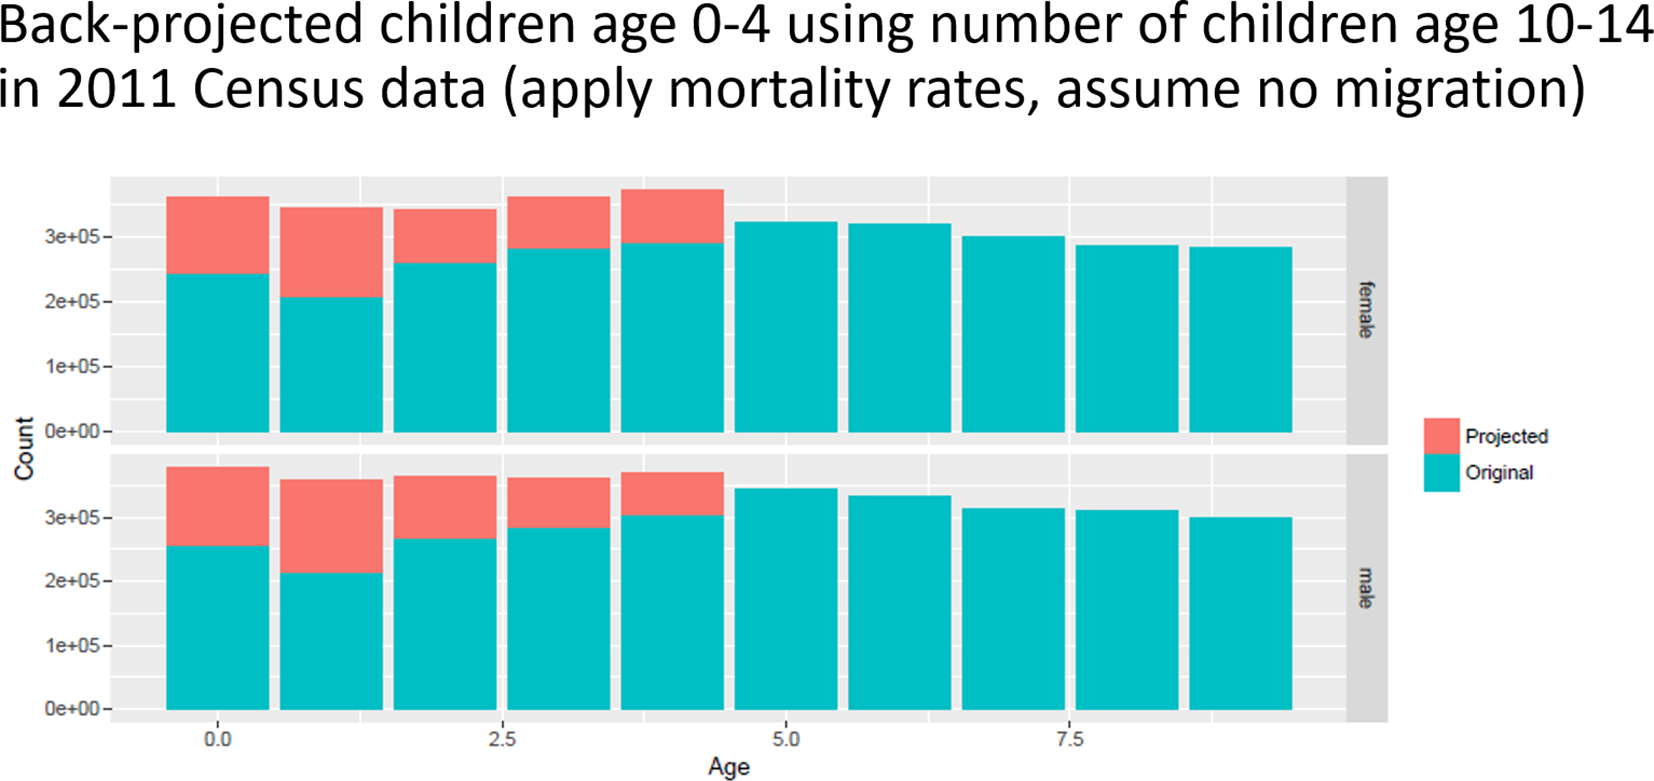 Back-projected children age 0-4 using number of children age 10-14
in 2011 Census data (apply mortality rates, assume no migration)
3e+05
2e+05
1e+05
0e+00
female
Count
3e+05
2e+05
1e+05
0e+00
male
0.0
2.5
5.0
7.5
Age
Projected
Original